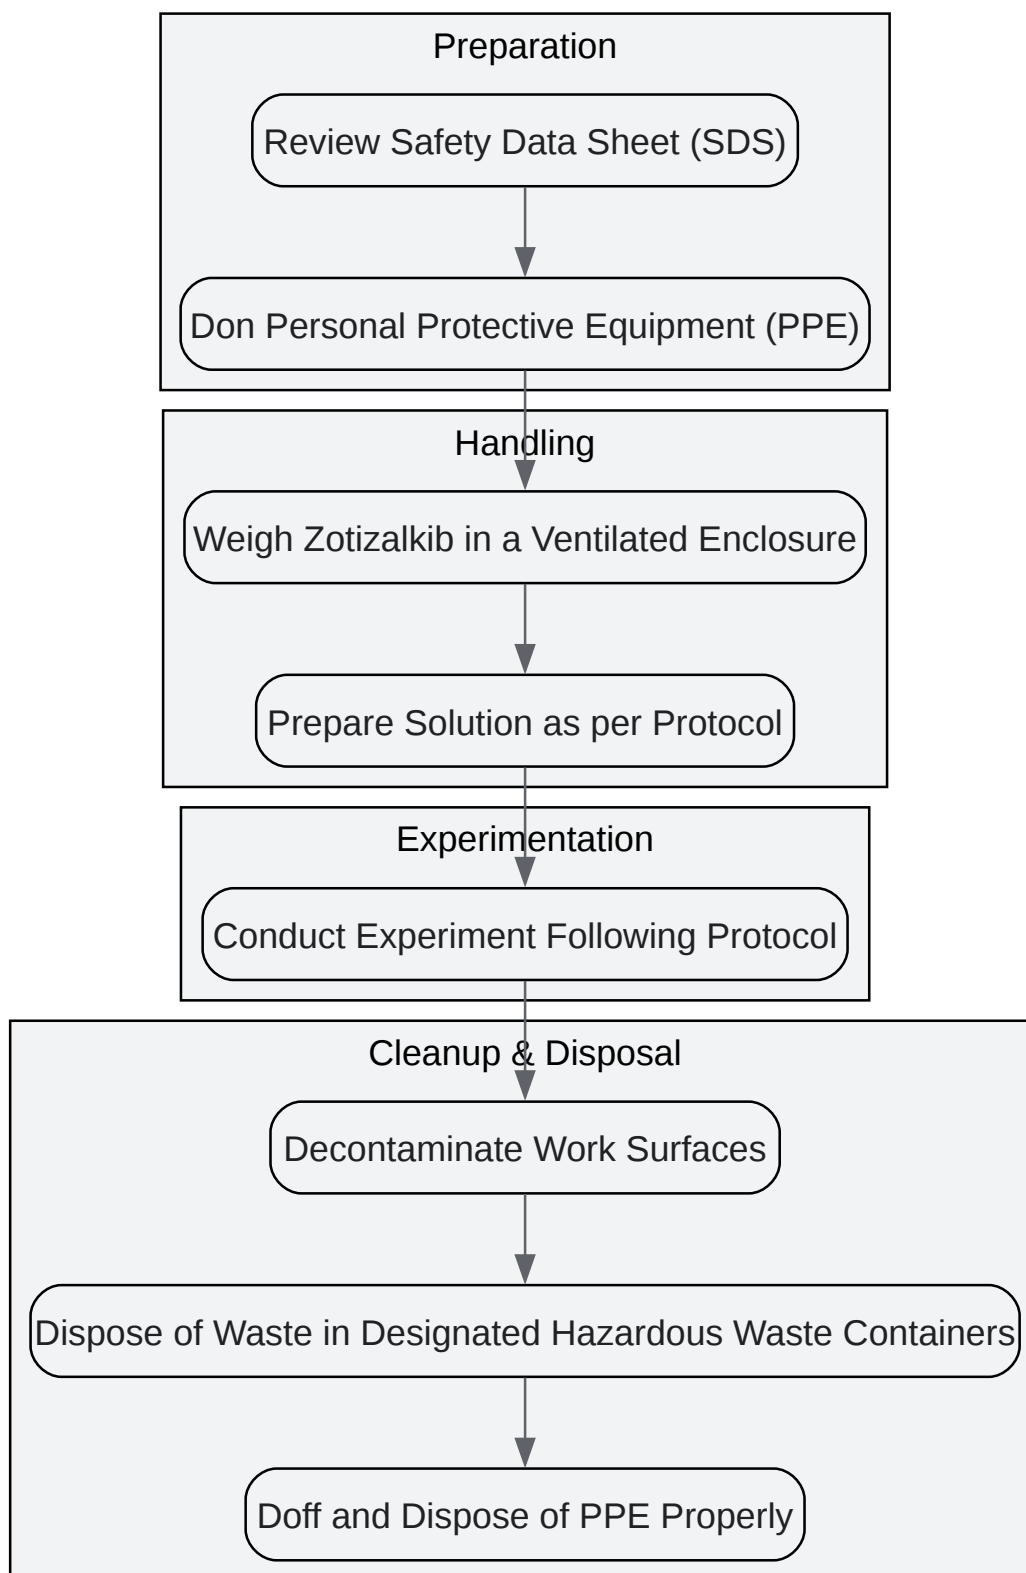 Preparation
Review Safety Data Sheet (SDS)
Don Personal Protective Equipment (PPE)
Handling
Weigh Zotizalkib in a Ventilated Enclosure
Prepare Solution as per Protocol
Experimentation
Conduct Experiment Following Protocol
Cleanup & Disposal
Decontaminate Work Surfaces
Dispose of Waste in Designated Hazardous Waste Containers
Doff and Dispose of PPE Properly